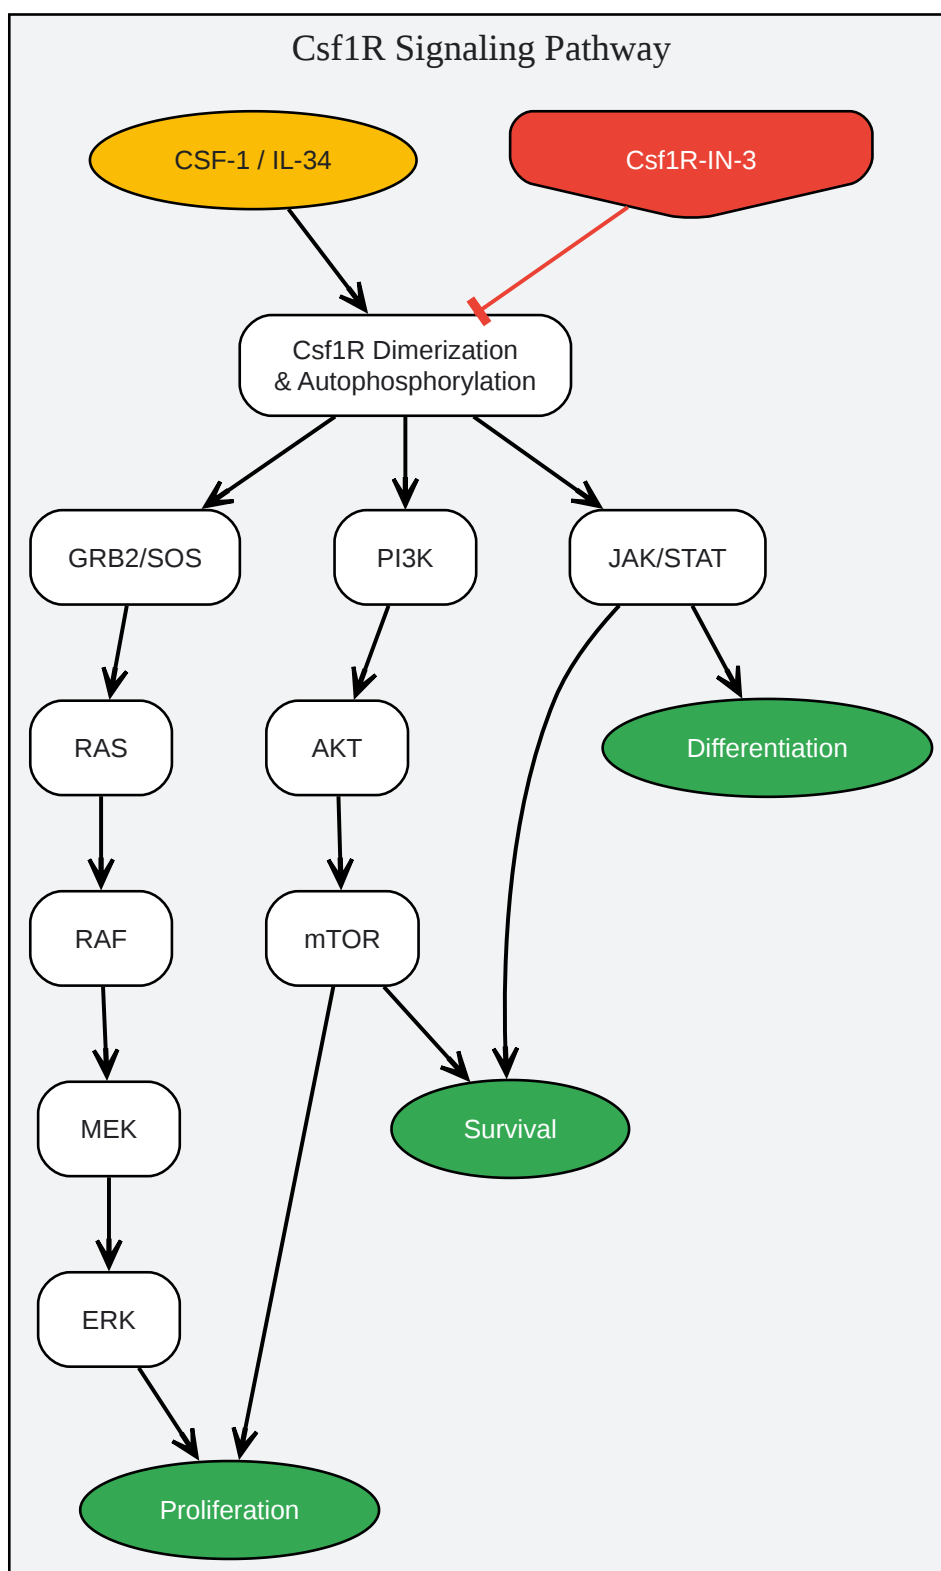 Csf1R Signaling Pathway
CSF-1 / IL-34
Csf1R-IN-3
Csf1R Dimerization
& Autophosphorylation
GRB2/SOS
PI3K
JAK/STAT
RAS
AKT
Differentiation
RAF
mTOR
MEK
Survival
ERK
Proliferation